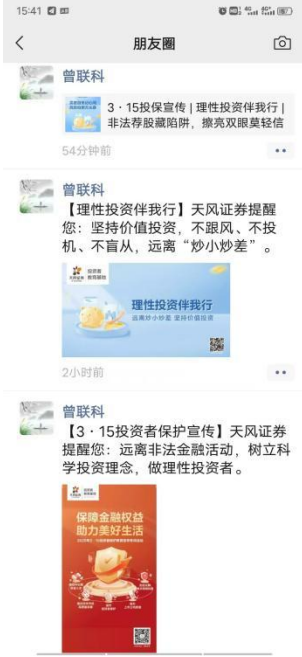 15:41
朋友圈
曾联科
3·15投保宣传 | 理性投资伴我行 |
非法荐股藏陷阱，擦亮双眼莫轻信
54分钟前
曾联科
【理性投资伴我行】天风证券提醒
您：坚持价值投资，不跟风、不投
机、不盲从，远离“炒小炒差”。
理性投资伴我行
远离炒小炒差 坚持价值投资
2小时前
曾联科
【3·15投资者保护宣传】天风证券
提醒您：远离非法金融活动，树立科
学投资理念，做理性投资者。
保障金融权益
助力美好生活